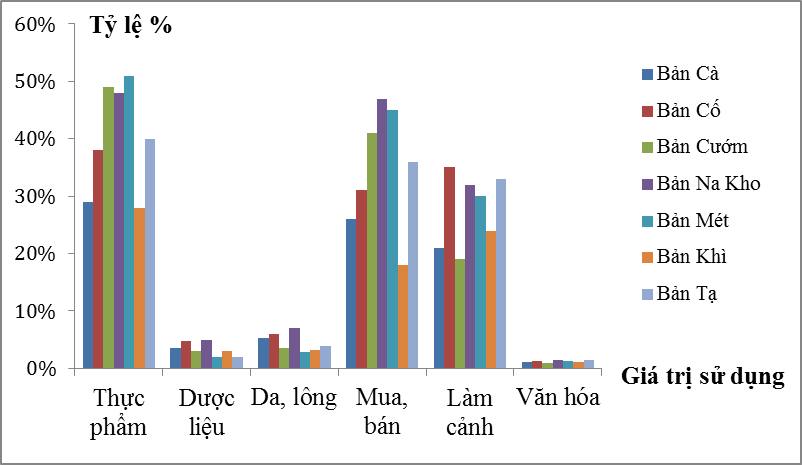 Tỷ lệ %
60%
50%
40%
30%
20%
10%
0%
Thực
phẩm
Dược
liệu
Da, lông
Mua,
bán
Làm
cảnh
Văn hóa
Giá trị sử dụng
Bản Cà
Bản Cố
Bản Cướm
Bản Na Kho
Bản Mét
Bản Khì
Bản Tạ